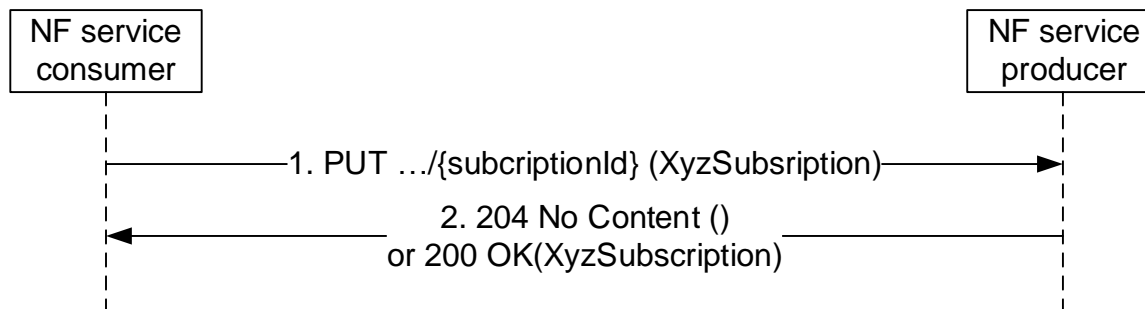 NF service
consumer
NF service
producer
1. PUT …/{subcriptionId} (XyzSubsription)
2. 204 No Content ()
or 200 OK(XyzSubscription)